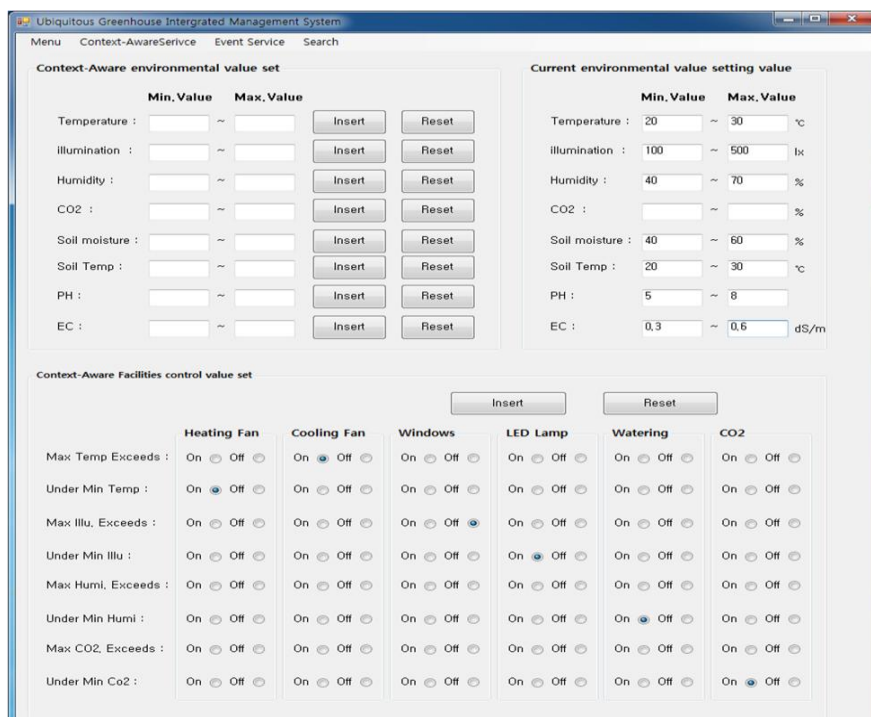 Ubiquitous Greenhouse Intergrated Management System
Menu Context-AwareSerivce Event Service Search
Context-Aware environmental value set
Min, Value Max, Value
Temperature : ~ Insert Reset
illumination : ~ Insert Reset
Humidity : ~ Insert Reset
CO2 : ~ Insert Reset
Soil moisture : ~ Insert Reset
Soil Temp : ~ Insert Reset
PH : ~ Insert Reset
EC : ~ Insert Reset
Current environmental value setting value
Min, Value Max, Value
Temperature : 20 ~ 30 ℃
illumination : 100 ~ 500 lx
Humidity : 40 ~ 70 %
CO2 : ~ %
Soil moisture : 40 ~ 60 %
Soil Temp : 20 ~ 30 ℃
PH : 5 ~ 8
EC : 0,3 ~ 0,6 dS/m
Context-Aware Facilities control value set
Insert Reset
Heating Fan Cooling Fan Windows LED Lamp Watering CO2
Max Temp Exceeds : On Off On Off On Off On Off On Off On Off
Under Min Temp : On Off On Off On Off On Off On Off On Off
Max Illu, Exceeds : On Off On Off On Off On Off On Off On Off
Under Min Illu : On Off On Off On Off On Off On Off On Off
Max Humi, Exceeds : On Off On Off On Off On Off On Off On Off
Under Min Humi : On Off On Off On Off On Off On Off On Off
Max CO2, Exceeds : On Off On Off On Off On Off On Off On Off
Under Min Co2 : On Off On Off On Off On Off On Off On Off